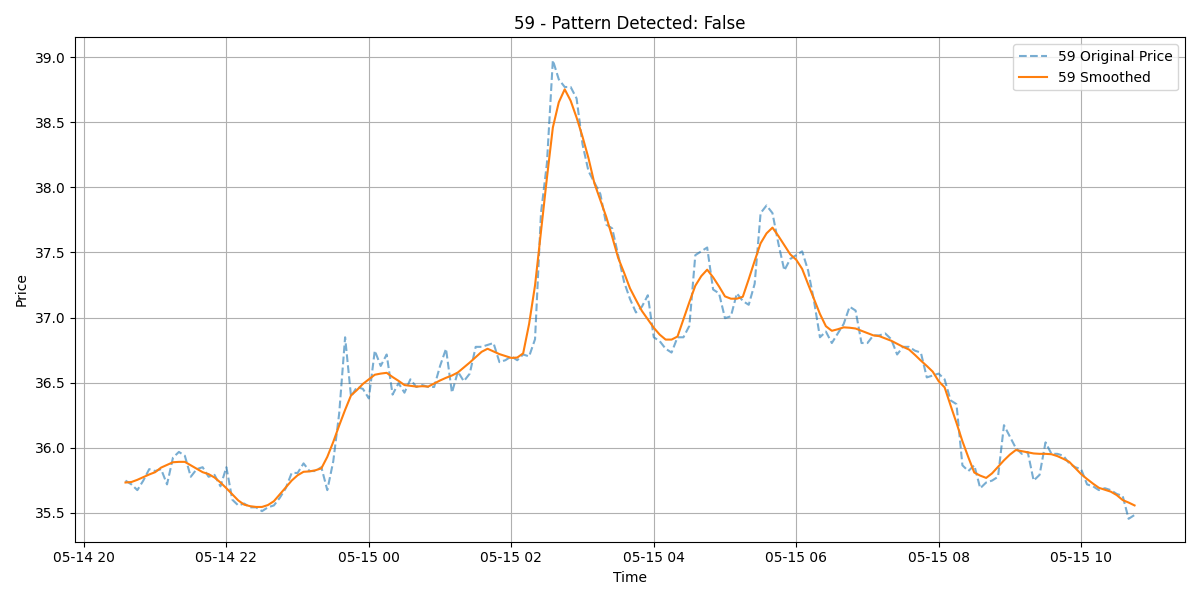 59 - Pattern Detected: False
59 Original Price
59 Smoothed
Price
39.0
38.5
38.0
37.5
37.0
36.5
36.0
35.5
05-14 20 05-14 22 05-15 00 05-15 02 05-15 04 05-15 06 05-15 08 05-15 10
Time